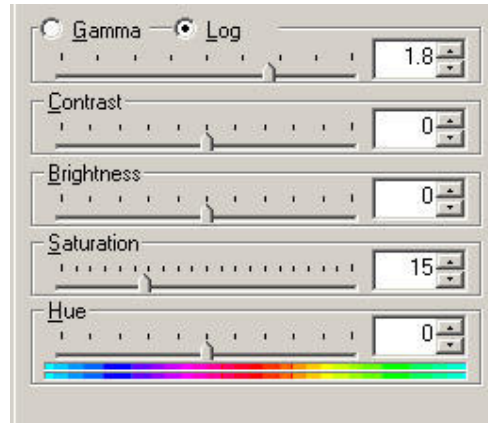 Gamma Log
1.8
Contrast
0
Brightness
0
Saturation
15
Hue
0